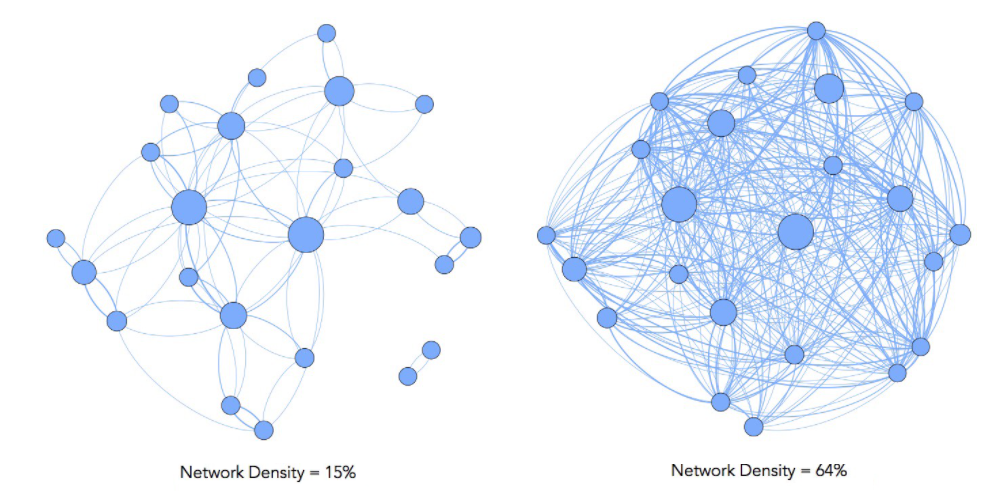 Network Density = 15%
Network Density = 64%